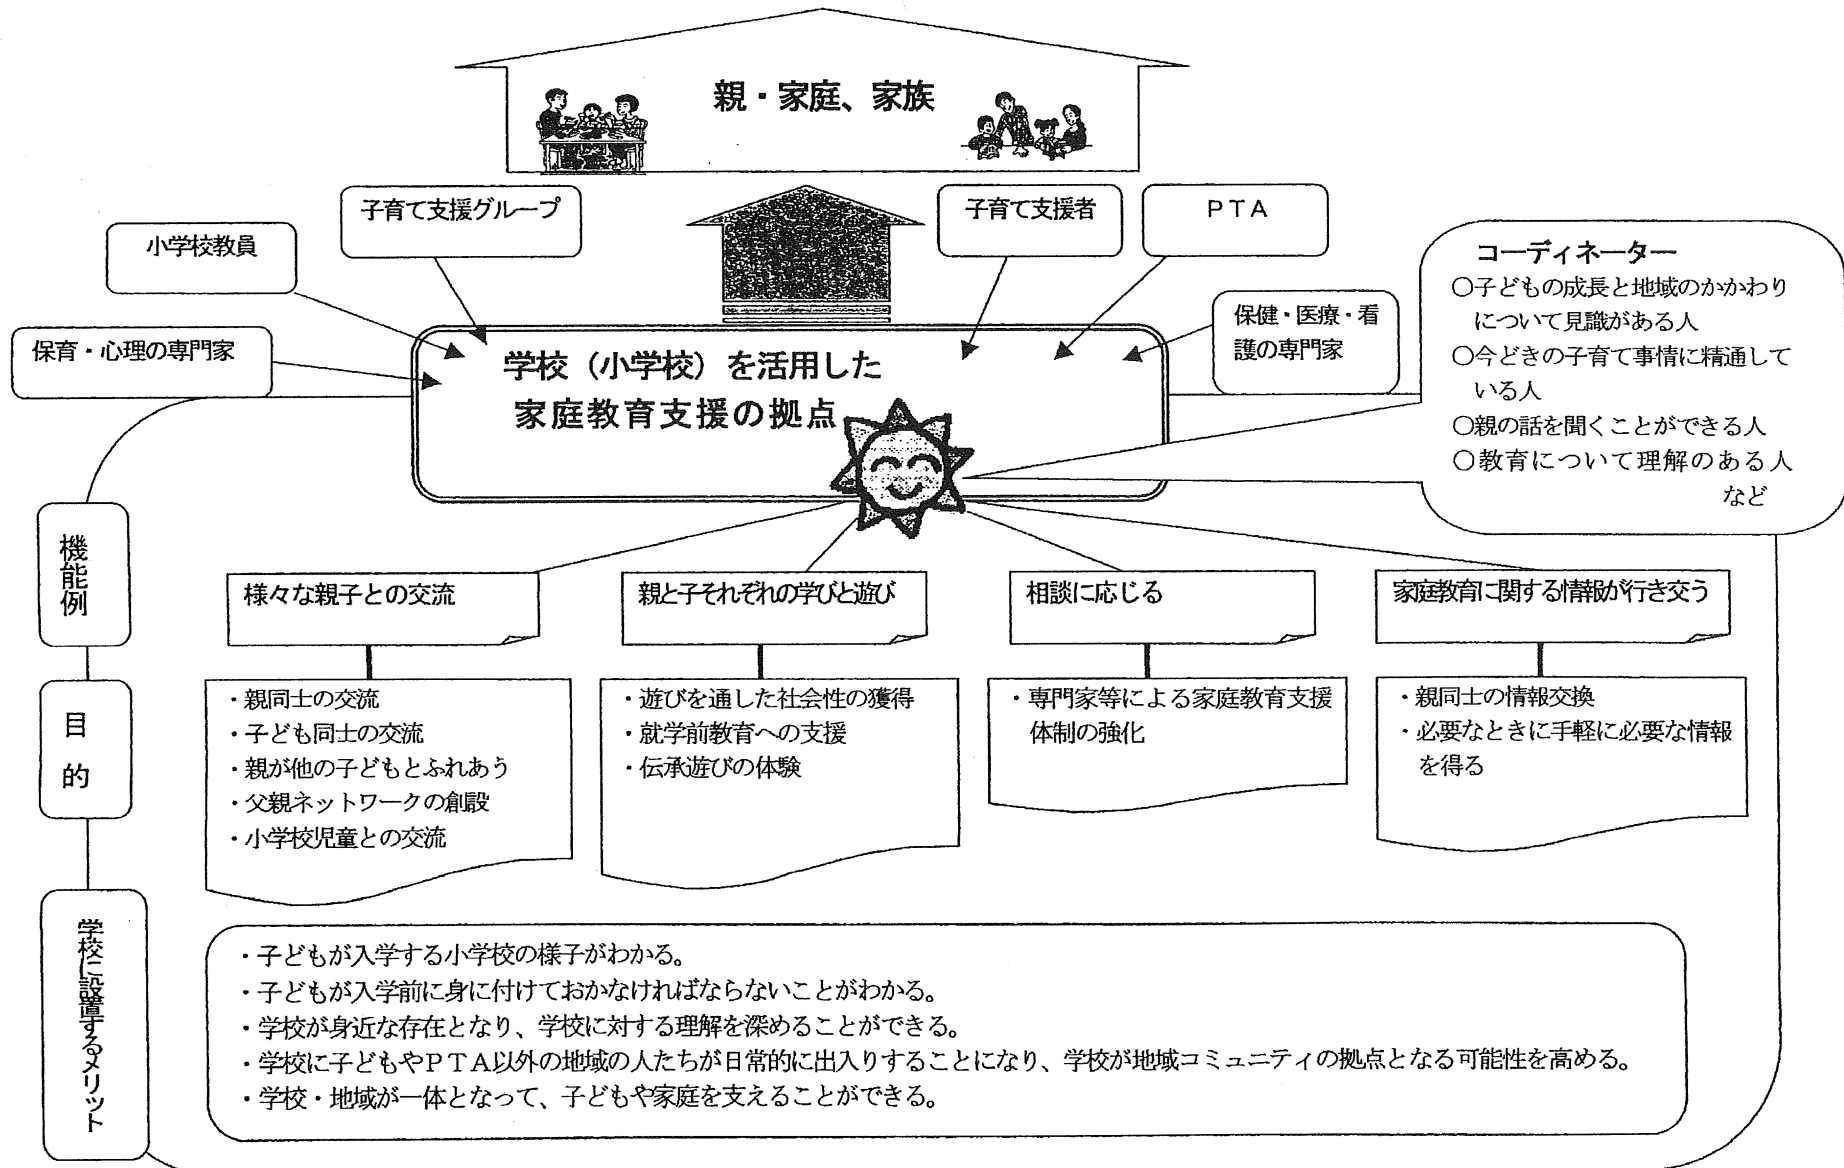 親・家庭、家族
子育て支援グループ
子育て支援者
ＰＴＡ
小学校教員
保育・心理の専門家
保健・医療・看
護の専門家
学校（小学校）を活用した
家庭教育支援の拠点
コーディネーター
○子どもの成長と地域のかかわり
について見識がある人
○今どきの子育て事情に精通して
いる人
○親の話を聞くことができる人
○教育について理解のある人
など
機能例
様々な親子との交流
親と子それぞれの学びと遊び
相談に応じる
家庭教育に関する情報が行き交う
目的
・親同士の交流
・子ども同士の交流
・親が他の子どもとふれあう
・父親ネットワークの創設
・小学校児童との交流
・遊びを通した社会性の獲得
・就学前教育への支援
・伝承遊びの体験
・専門家等による家庭教育支援
体制の強化
・親同士の情報交換
・必要なときに手軽に必要な情報
を得る
学校に設置するメリット
・子どもが入学する小学校の様子がわかる。
・子どもが入学前に身に付けておかなければならないことがわかる。
・学校が身近な存在となり、学校に対する理解を深めることができる。
・学校に子どもやＰＴＡ以外の地域の人たちが日常的に出入りすることになり、学校が地域コミュニティの拠点となる可能性を高める。
・学校・地域が一体となって、子どもや家庭を支えることができる。